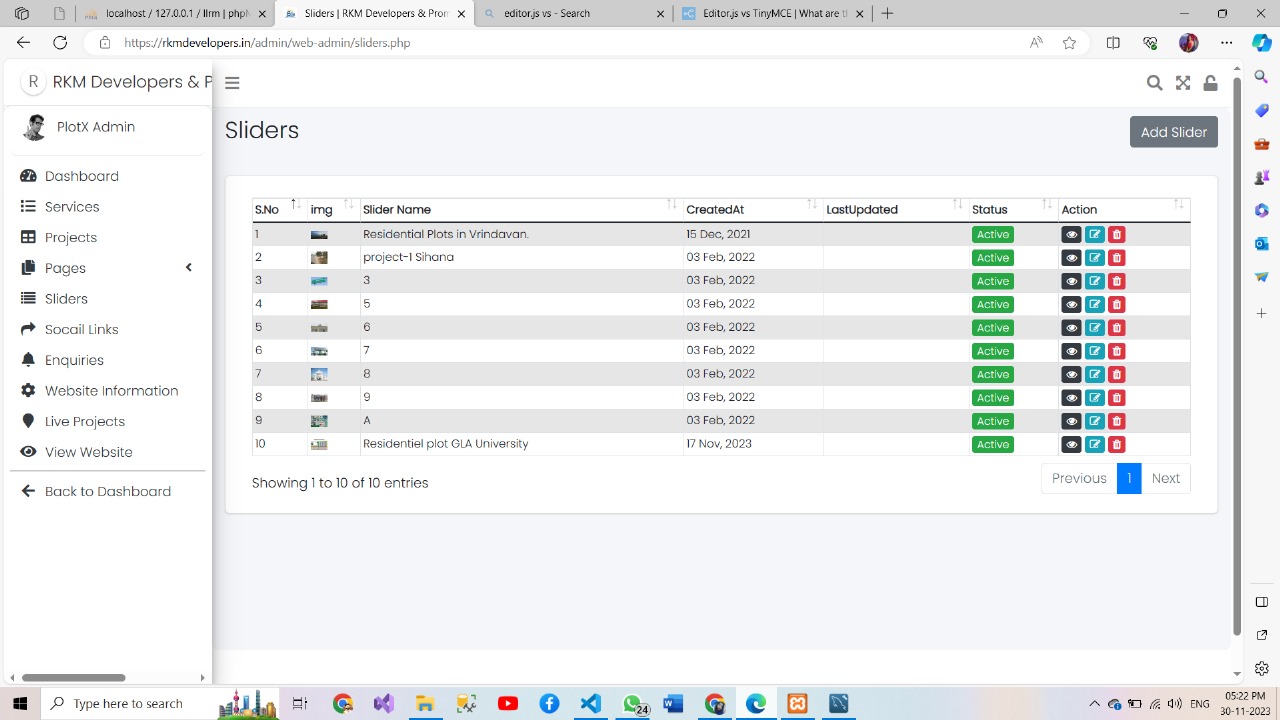 localhost / 127.0.0.1 / llrm | phpM
Sliders | RKM Developers & Prom
editor.js vs - Search
Editor.js vs TinyMCE | What are th
https://rkmdevelopers.in/admin/web-admin/sliders.php
R RKM Developers & P
PlotX Admin
Dashboard
Services
Projects
Pages
Sliders
Socail Links
Enquiries
Website Information
Live Projects
View Website
Back to Dashboard
Sliders
Add Slider
S.No img Slider Name CreatedAt LastUpdated Status Action
1 Residential Plots in Vrindavan. 15 Dec, 2021 Active
2 project-1 Sihana 03 Feb, 2022 Active
3 3 03 Feb, 2022 Active
4 5 03 Feb, 2022 Active
5 6 03 Feb, 2022 Active
6 7 03 Feb, 2022 Active
7 8 03 Feb, 2022 Active
8 9 03 Feb, 2022 Active
9 A 03 Feb, 2022 Active
10 Residentiel plot GLA University 17 Nov, 2023 Active
Showing 1 to 10 of 10 entries
Previous 1 Next
Type here to search
24
ENG
05:22 PM
30-11-2023